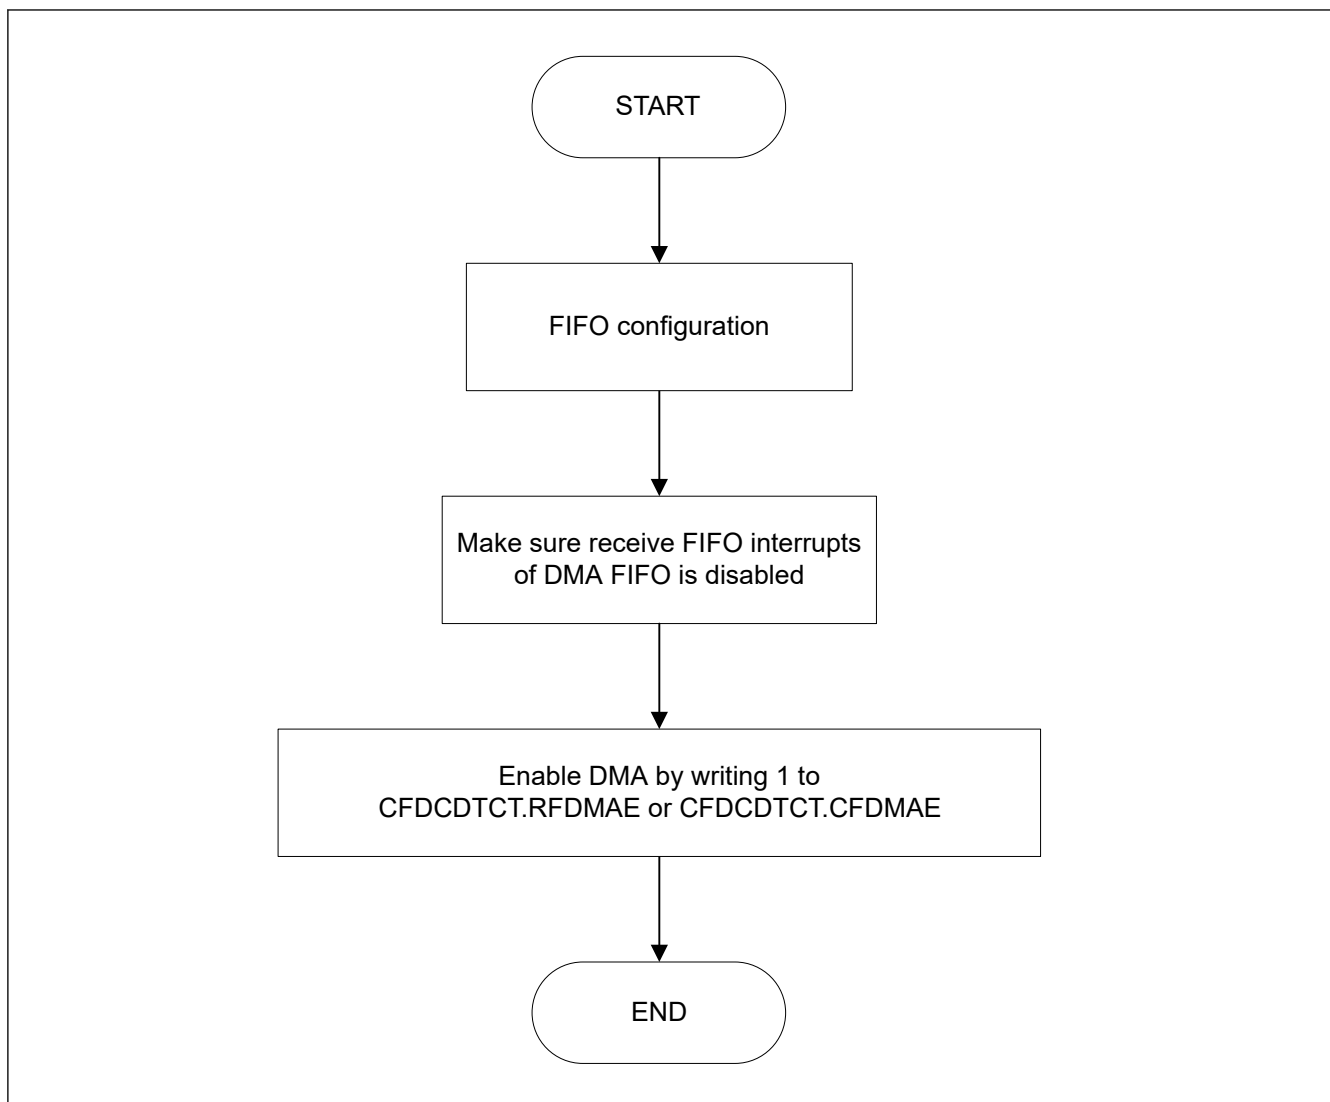 START
FIFO configuration
Make sure receive FIFO interrupts
of DMA FIFO is disabled
Enable DMA by writing 1 to
CFDCDTCT.RFDMAE or CFDCDTCT.CFDMAE
END